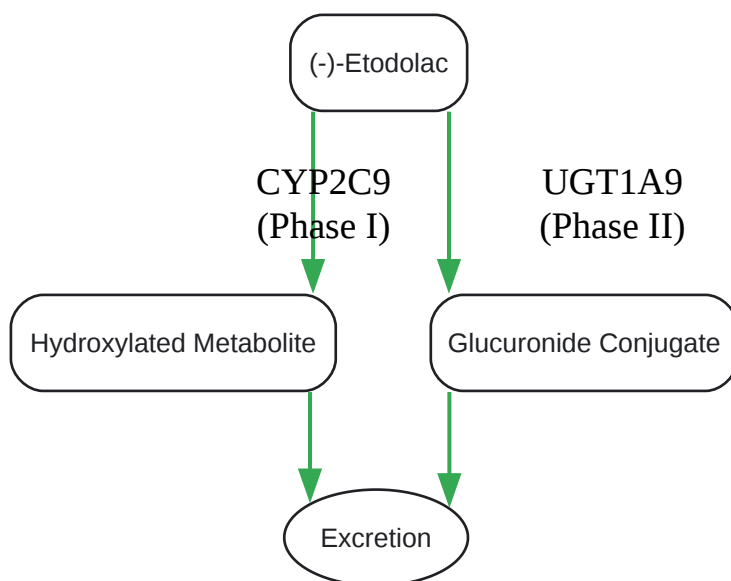 (-)-Etodolac
CYP2C9
(Phase I)
UGT1A9
(Phase II)
Hydroxylated Metabolite
Glucuronide Conjugate
Excretion